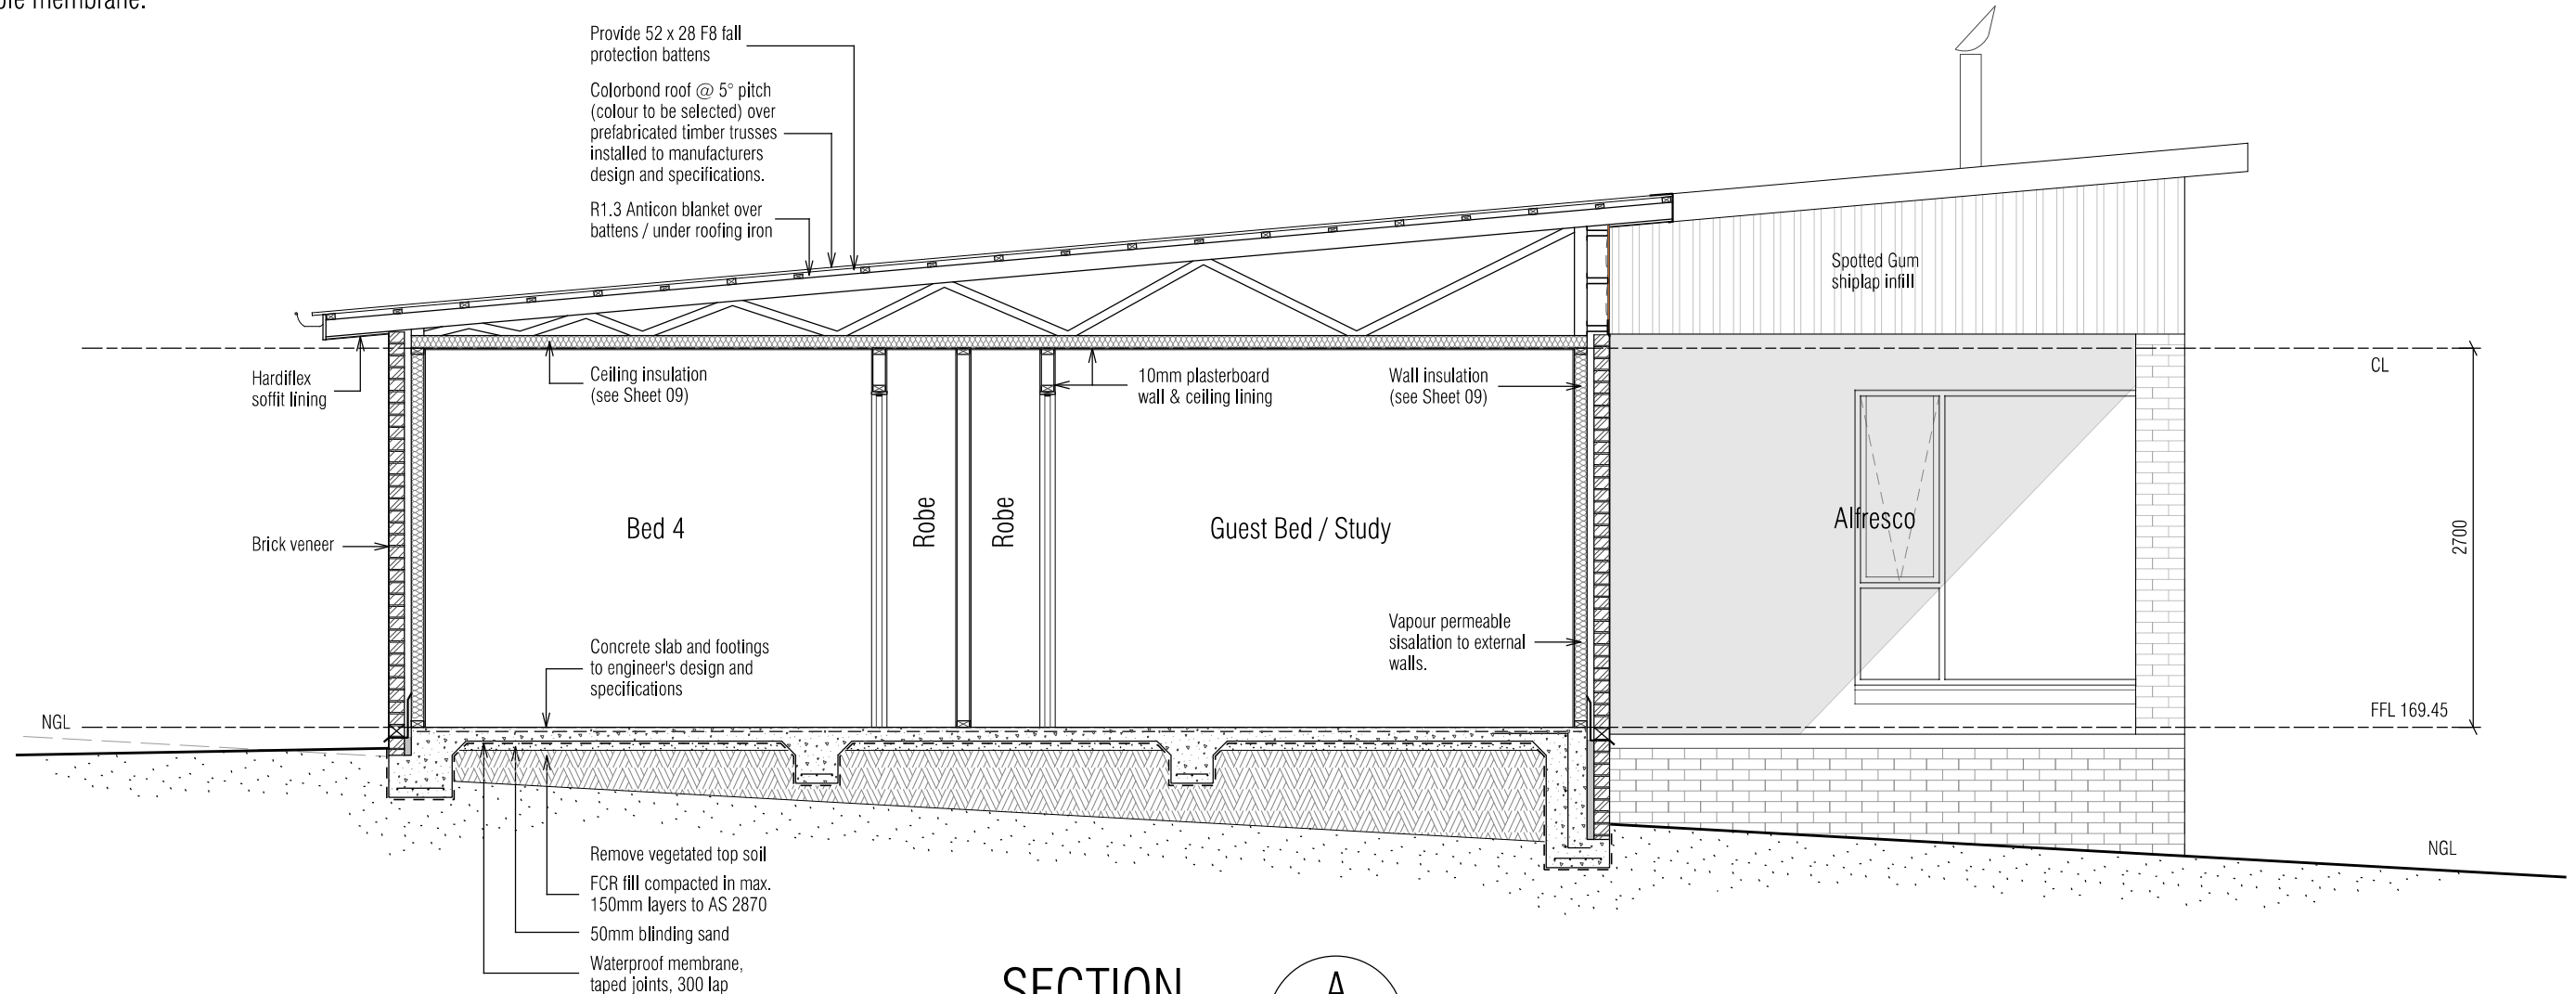 ble membrane.
Provide 52 x 28 F8 fall
protection battens
Colorbond roof @ 5° pitch
(colour to be selected) over
prefabricated timber trusses
installed to manufacturers
design and specifications.
R1.3 Anticon blanket over
battens / under roofing iron
Spotted Gum
shiplap infill
Hardiflex
soffit lining
Ceiling insulation
(see Sheet 09)
10mm plasterboard
wall & ceiling lining
Wall insulation
(see Sheet 09)
CL
Brick veneer
Bed 4
Robe
Robe
Guest Bed / Study
Alfresco
2700
Concrete slab and footings
to engineer's design and
specifications
Vapour permeable
sisalation to external
walls.
NGL
FFL 169.45
NGL
Remove vegetated top soil
FCR fill compacted in max.
150mm layers to AS 2870
50mm blinding sand
Waterproof membrane,
taped joints, 300 lap
SECTION
A